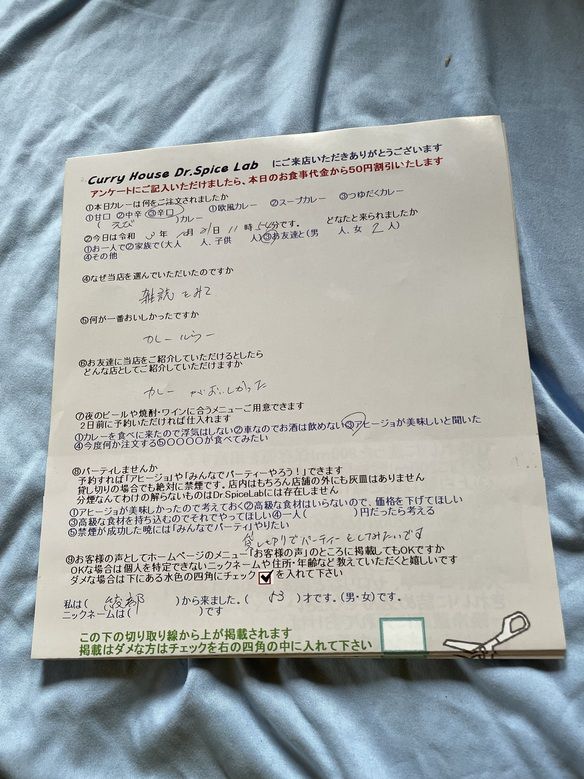 Curry House Dr.Spice Lab にご来店いただきありがとうございます
アンケートにご記入いただけましたら、本日のお食事代金から50円割引いたします
①本日カレーは何をご注文されましたか
①甘口 ②中辛 ③辛口 ①欧風カレー ②スープカレー ③つゆだくカレー
( えび )カレー
②今日は令和 3年 10月 21日 11時 54分です。 どなたと来られましたか
①お一人で②家族で(大人 人、子供 人)③お友達と(男 人、女 2 人)
④その他
④なぜ当店を選んでいただいたのですか
雑誌を見て
⑤何が一番おいしかったですか
カレールウー
⑥お友達に当店をご紹介していただけるとしたら
どんな店としてご紹介していただけますか
カレーがおいしかった
⑦夜のビールや焼酎・ワインに合うメニューご用意できます
2日前に予約いただければ仕入れます
①カレーを食べに来たので浮気はしない②車なのでお酒は飲めない③アヒージョが美味しいと聞いた
④今度何か注文する⑤〇〇〇〇が食べてみたい
⑧パーティしませんか
予約すれば「アヒージョ」や「みんなでパーティーやろう!」できます
貸し切りの場合でも絶対に禁煙です。店内はもちろん店舗の外にも灰皿はありません
分煙なんてわけの解らないものはDr.SpiceLabには存在しません
①アヒージョが美味しかったので考えておく②高級な食材はいらないので、価格を下げてほしい
③高級な食材を持ち込むのでそれでやってほしい④一人( )円だったら考える
⑤禁煙が成功した暁には「みんなでパーティ」やりたい
貸し切りでパーティーをしてみたいです
⑨お客様の声としてホームページのメニュー「お客様の声」のところに掲載してもOKですか
OKな場合は個人を特定できないニックネームや住所・年齢など教えていただくと嬉しいです
ダメな場合は下にある水色の四角にチェック を入れて下さい
私は( 綾部 )から来ました。( 53 )才です。(男・女)です。
ニックネームは( )です
この下の切り取り線から上が掲載されます
掲載はダメな方はチェックを右の四角の中に入れて下さい